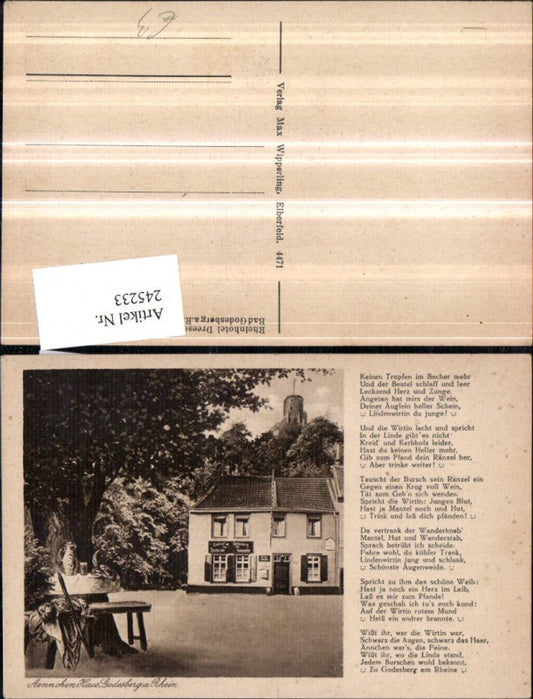 Verlag Max Wipperling, Elberfeld. 4471
Artikel Nr.
245233
Rheinhotel
Bad Godesberg a.R
Aennchen Haus, Godesberg a. Rhein
Keinen Tropfen im Becher mehr
Und der Beutel schlaff und leer
Lechzend Herz und Zunge.
Angetan hat mirs der Wein,
Deiner Äuglein heller Schein,
Lindenwirtin du junge!
Und die Wirtin lacht und spricht
In der Linde gibt'es nicht
Kreid' und Kerbholz leider,
Hast du keinen Heller mehr,
Gib zum Pfand dein Ränzel her,
Aber trinke weiter!
Tauscht der Bursch sein Ränzel ein
Gegen einen Krug voll Wein,
Tät zum Geh'n sich wenden.
Spricht die Wirtin: Junges Blut,
Hast ja Mantel noch und Hut,
Trink und laß dich pfänden!
Da vertrank der Wanderknab'
Mantel, Hut und Wanderstab,
Sprach betrübt ich scheide.
Fahre wohl, du kühler Trank,
Lindenwirtin jung und schlank,
Schönste Augenweide.
Spricht zu ihm das schöne Weib:
Hast ja noch ein Herz im Leib,
Laß es mir zum Pfande!
Was geschah ich tu's euch kund:
Auf der Wirtin rotem Mund
Heiß ein andrer brannte.
Wißt ihr, wer die Wirtin war,
Schwarz die Augen, schwarz das Haar,
Ännchen war's, die Feine.
Wißt ihr, wo die Linde stand,
Jedem Burschen wohl bekannt,
Zu Godesberg am Rheine